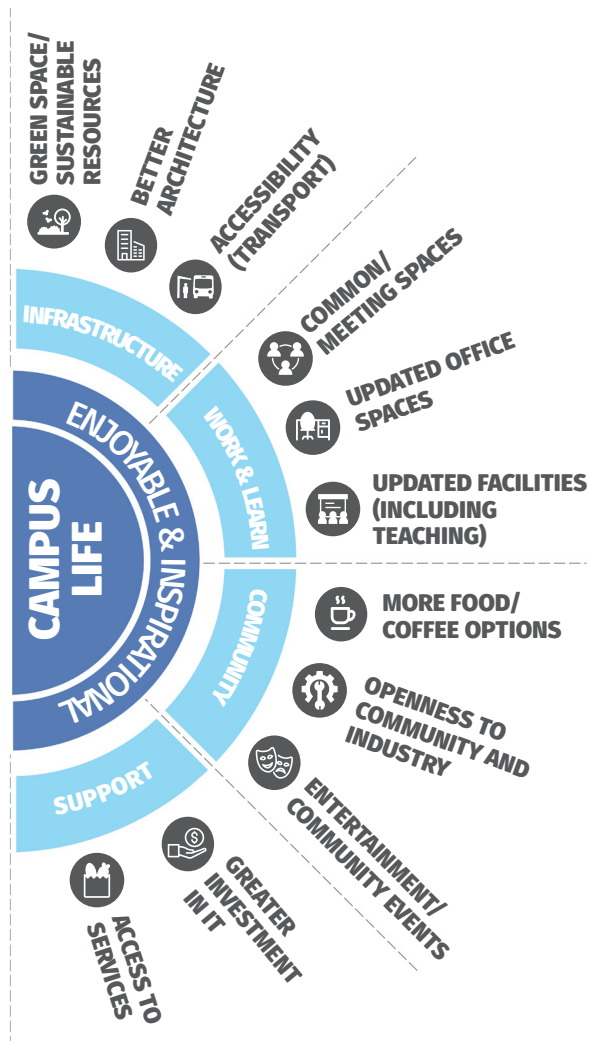 GREEN SPACE/
SUSTAINABLE
RESOURCES
BETTER
ARCHITECTURE
ACCESSIBILITY
(TRANSPORT)
INFRASTRUCTURE
COMMON/
MEETING SPACES
UPDATED OFFICE
SPACES
UPDATED FACILITIES
(INCLUDING
TEACHING)
WORK & LEARN
CAMPUS
LIFE
ENJOYABLE & INSPIRATIONAL
COMMUNITY
MORE FOOD/
COFFEE OPTIONS
OPENNESS TO
COMMUNITY AND
INDUSTRY
ENTERTAINMENT/
COMMUNITY EVENTS
SUPPORT
$
GREATER
INVESTMENT
IN IT
ACCESS TO
SERVICES